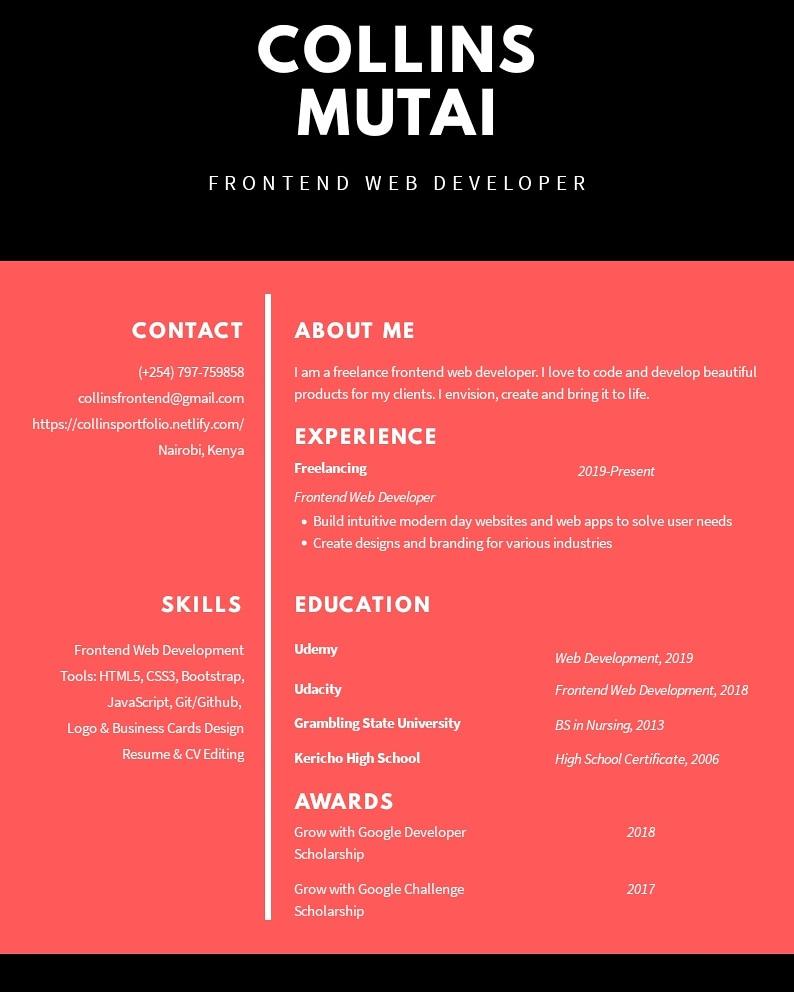 COLLINS
MUTAI
FRONTEND WEB DEVELOPER
CONTACT
(+254) 797-759858
collinsfrontend@gmail.com
https://collinsportfolio.netlify.com/
Nairobi, Kenya
SKILLS
Frontend Web Development
Tools: HTML5, CSS3, Bootstrap,
JavaScript, Git/Github,
Logo & Business Cards Design
Resume & CV Editing
ABOUT ME
I am a freelance frontend web developer. I love to code and develop beautiful
products for my clients. I envision, create and bring it to life.
EXPERIENCE
Freelancing 2019-Present
Frontend Web Developer
• Build intuitive modern day websites and web apps to solve user needs
• Create designs and branding for various industries
EDUCATION
Udemy Web Development, 2019
Udacity Frontend Web Development, 2018
Grambling State University BS in Nursing, 2013
Kericho High School High School Certificate, 2006
AWARDS
Grow with Google Developer 2018
Scholarship
Grow with Google Challenge 2017
Scholarship